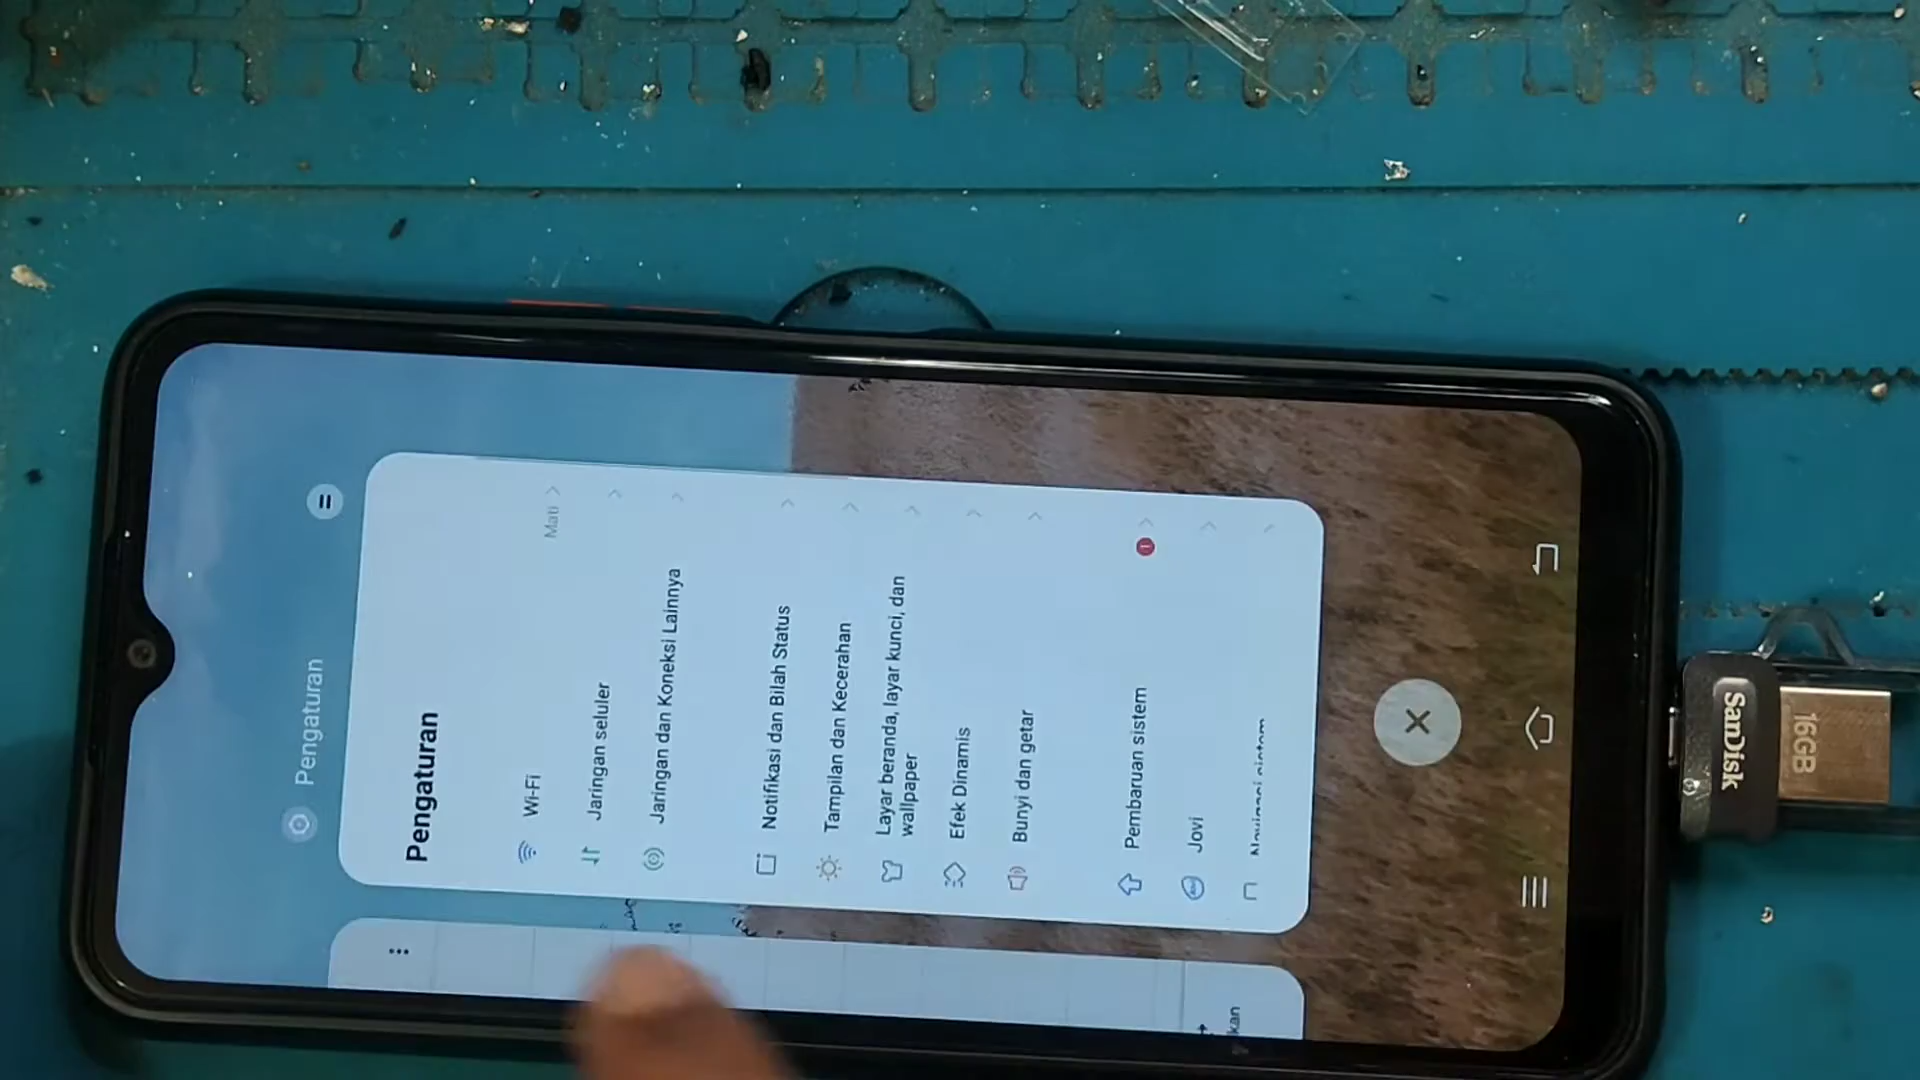 Pengaturan
Pengaturan
Wi-Fi
Mati
Jaringan seluler
Jaringan dan Koneksi Lainnya
Notifikasi dan Bilah Status
Tampilan dan Kecerahan
Layar beranda, layar kunci, dan
wallpaper
Efek Dinamis
Bunyi dan getar
Pembaruan sistem
Jovi
kan
SanDisk
16GB